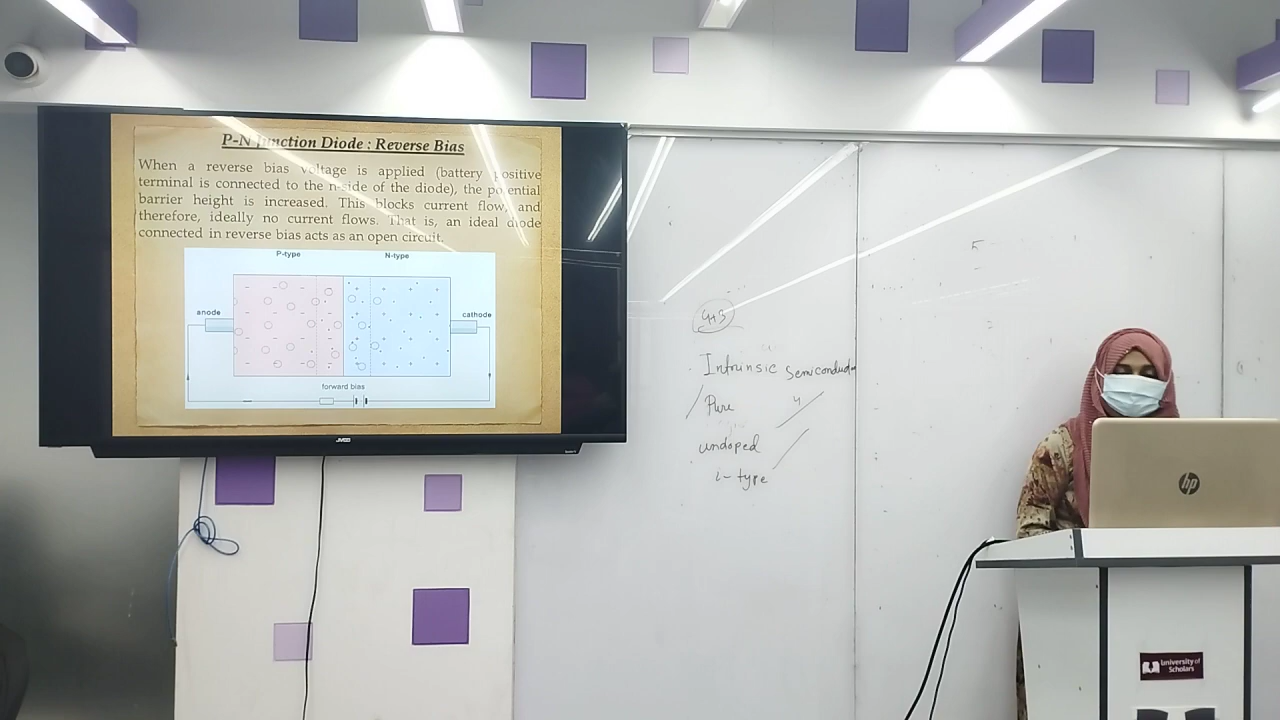 P-N Junction Diode : Reverse Bias
When a reverse bias voltage is applied (battery positive
terminal is connected to the n-side of the diode), the potential
barrier height is increased. This blocks current flow, and
therefore, ideally no current flows. That is, an ideal diode
connected in reverse bias acts as an open circuit.
P-type N-type
anode cathode
forward bias
Intrinsic Semiconductor
Pure 4
undoped
i-type
hp
University of
Scholars